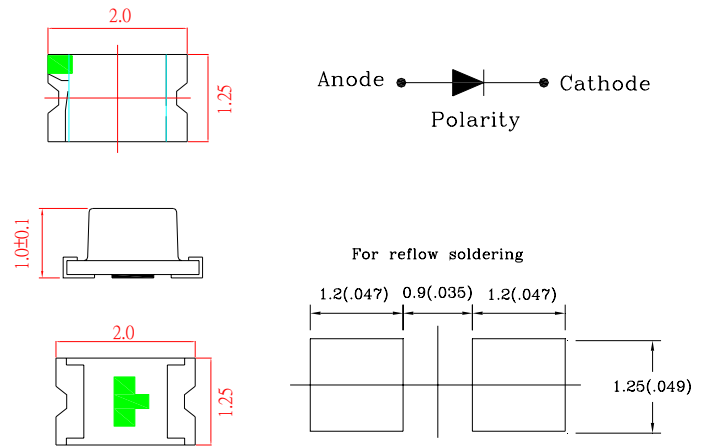 2.0
1.25
Anode
Cathode
Polarity
1.0±0.1
For reflow soldering
1.2(.047) 0.9(.035) 1.2(.047)
2.0
1.25
1.25(.049)